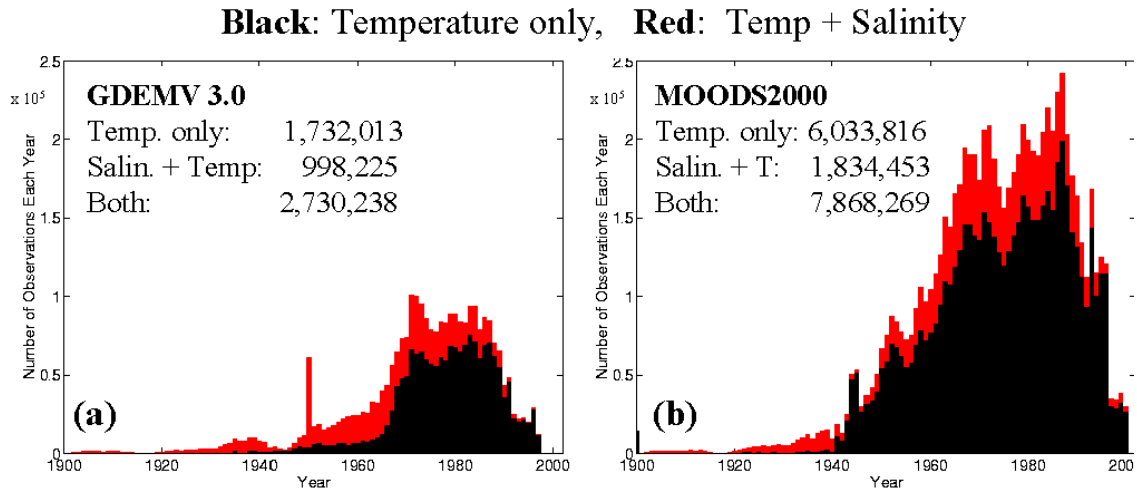 Black: Temperature only, Red: Temp + Salinity
2.5
x 10⁵
2
1.5
1
0.5
0
Number of Observations Each Year
GDEMV 3.0
Temp. only: 1,732,013
Salin. + Temp: 998,225
Both: 2,730,238
(a)
1900 1920 1940 1960 1980 2000
Year
2.5
x 10⁵
2
1.5
1
0.5
0
Number of Observations Each Year
MOODS2000
Temp. only: 6,033,816
Salin. + T: 1,834,453
Both: 7,868,269
(b)
1900 1920 1940 1960 1980 200
Year